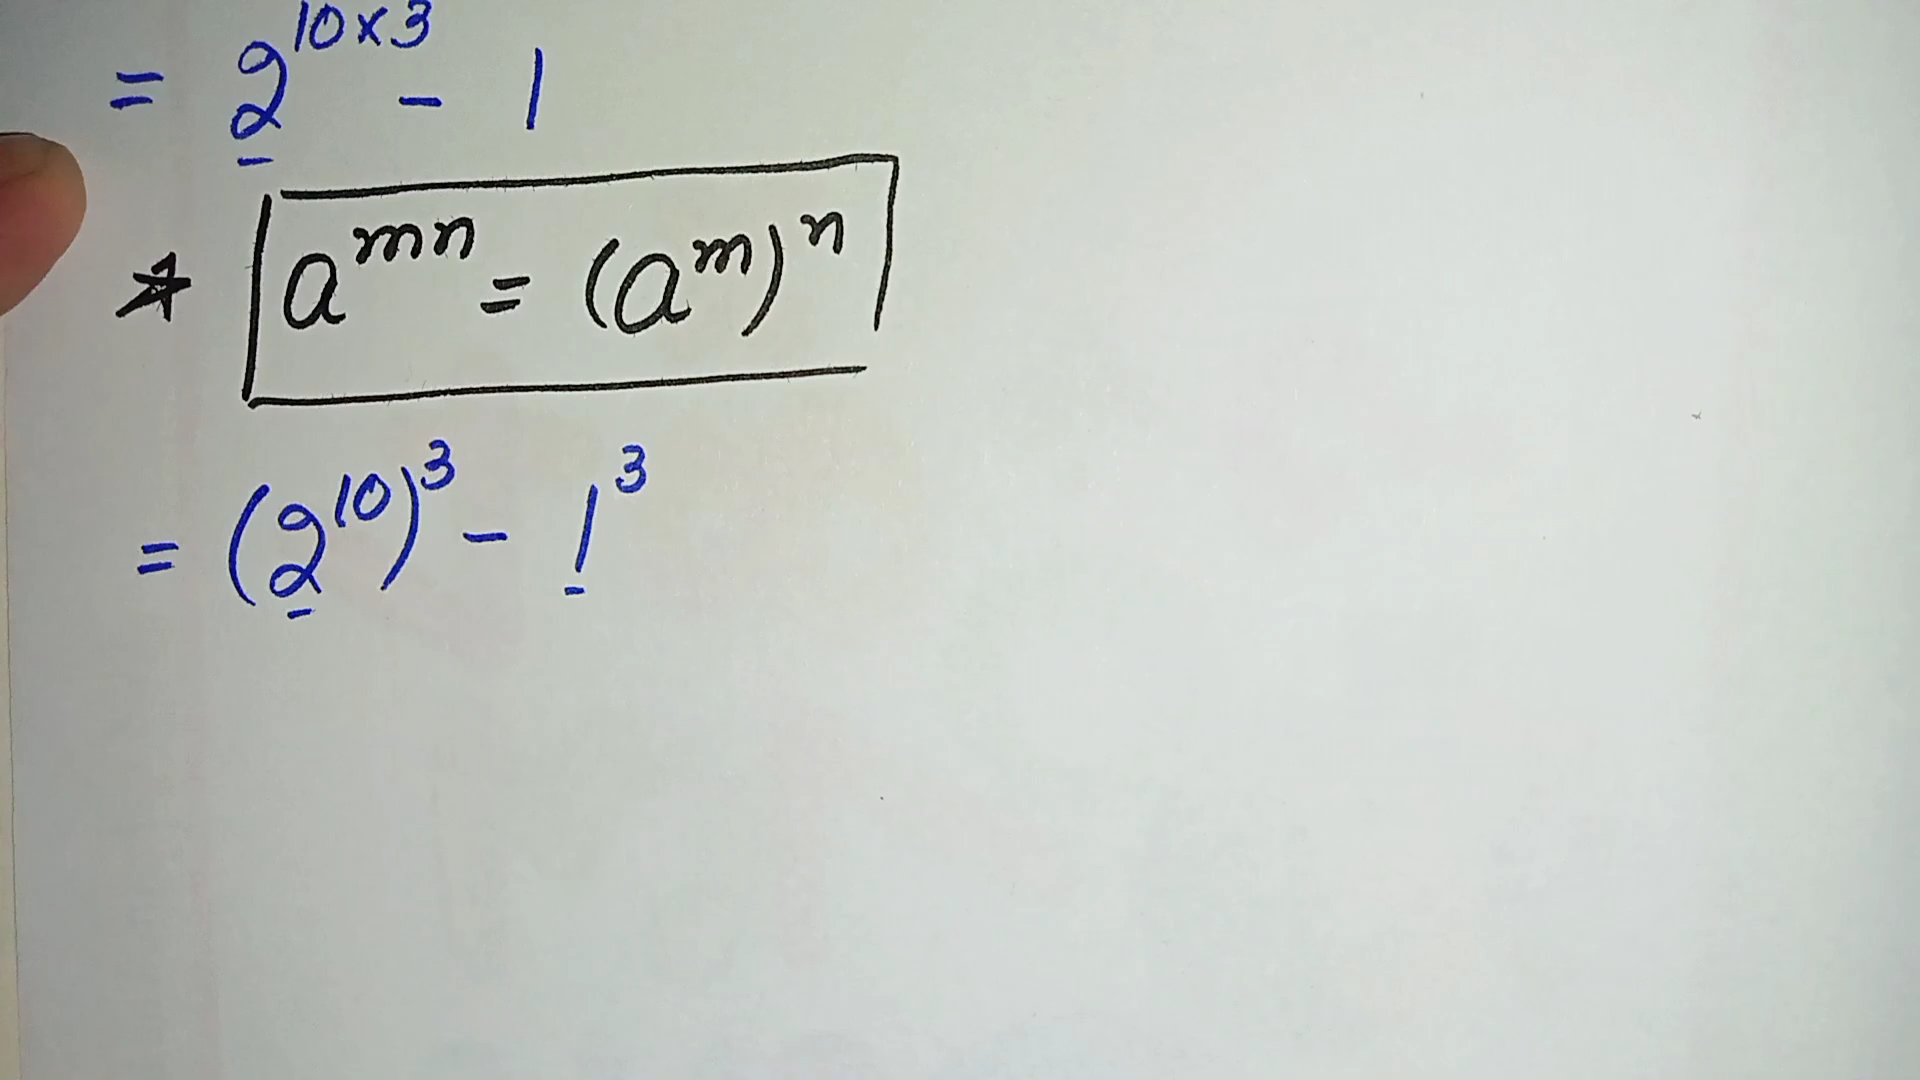 = 2^{10×3} - 1
* a^{mn} = (a^m)^n
= (2^{10})^3 - 1^3